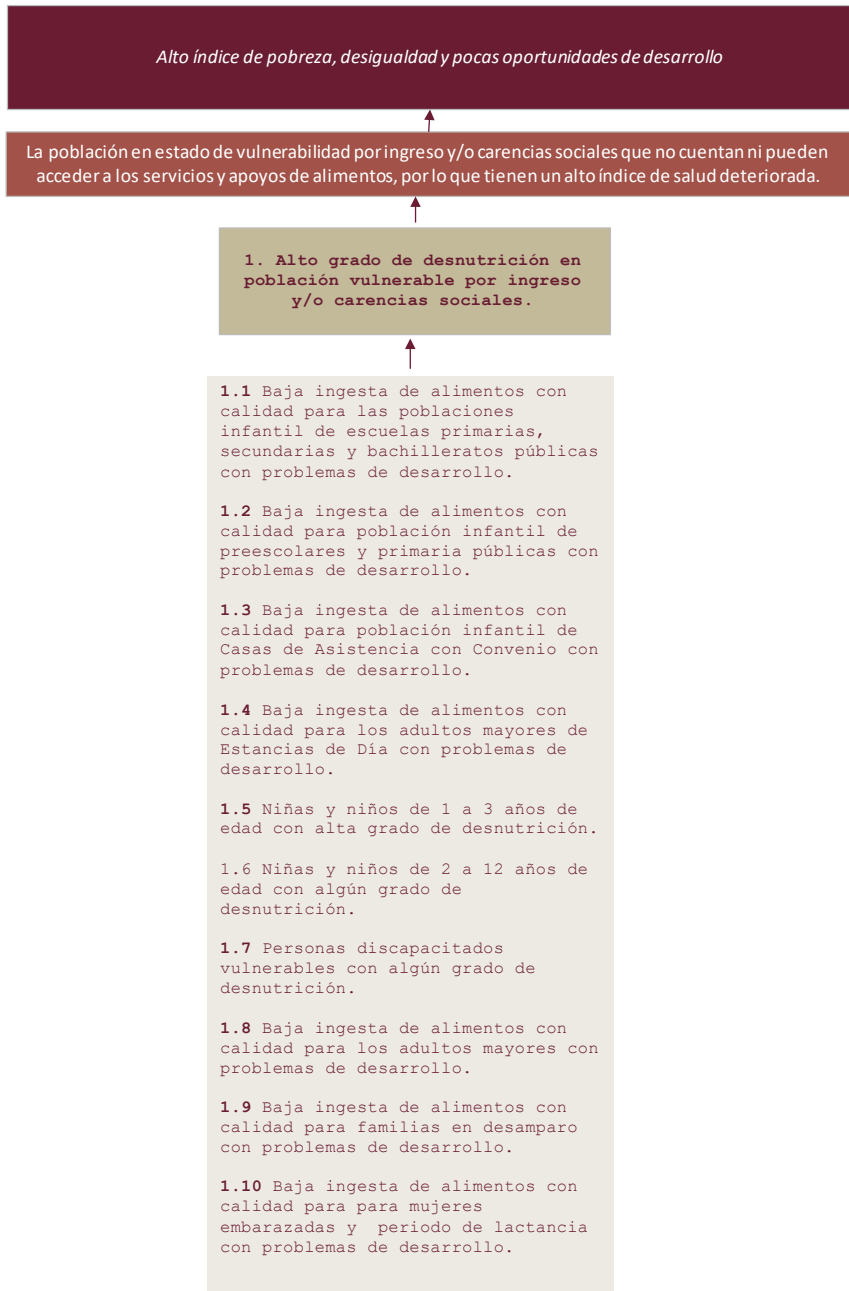 Alto índice de pobreza, desigualdad y pocas oportunidades de desarrollo
La población en estado de vulnerabilidad por ingreso y/o carencias sociales que no cuentan ni pueden
acceder a los servicios y apoyos de alimentos, por lo que tienen un alto índice de salud deteriorada.
1. Alto grado de desnutrición en
población vulnerable por ingreso
y/o carencias sociales.
1.1 Baja ingesta de alimentos con
calidad para las poblaciones
infantil de escuelas primarias,
secundarias y bachilleratos públicas
con problemas de desarrollo.
1.2 Baja ingesta de alimentos con
calidad para población infantil de
preescolares y primaria públicas con
problemas de desarrollo.
1.3 Baja ingesta de alimentos con
calidad para población infantil de
Casas de Asistencia con Convenio con
problemas de desarrollo.
1.4 Baja ingesta de alimentos con
calidad para los adultos mayores de
Estancias de Día con problemas de
desarrollo.
1.5 Niñas y niños de 1 a 3 años de
edad con alta grado de desnutrición.
1.6 Niñas y niños de 2 a 12 años de
edad con algún grado de
desnutrición.
1.7 Personas discapacitados
vulnerables con algún grado de
desnutrición.
1.8 Baja ingesta de alimentos con
calidad para los adultos mayores con
problemas de desarrollo.
1.9 Baja ingesta de alimentos con
calidad para familias en desamparo
con problemas de desarrollo.
1.10 Baja ingesta de alimentos con
calidad para para mujeres
embarazadas y  periodo de lactancia
con problemas de desarrollo.